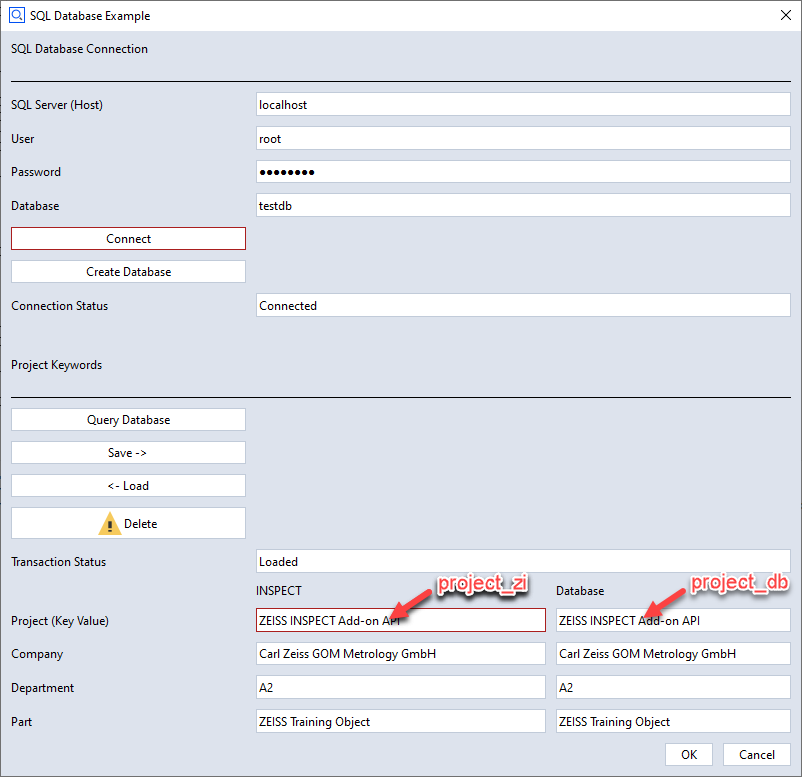 SQL Database Example
SQL Database Connection
SQL Server (Host) localhost
User root
Password ●●●●●●●●
Database testdb
Connect
Create Database
Connection Status Connected
Project Keywords
Query Database
Save ->
<- Load
Delete
Transaction Status Loaded
project_zi project_db
INSPECT Database
Project (Key Value) ZEISS INSPECT Add-on API ZEISS INSPECT Add-on API
Company Carl Zeiss GOM Metrology GmbH Carl Zeiss GOM Metrology GmbH
Department A2 A2
Part ZEISS Training Object ZEISS Training Object
OK Cancel